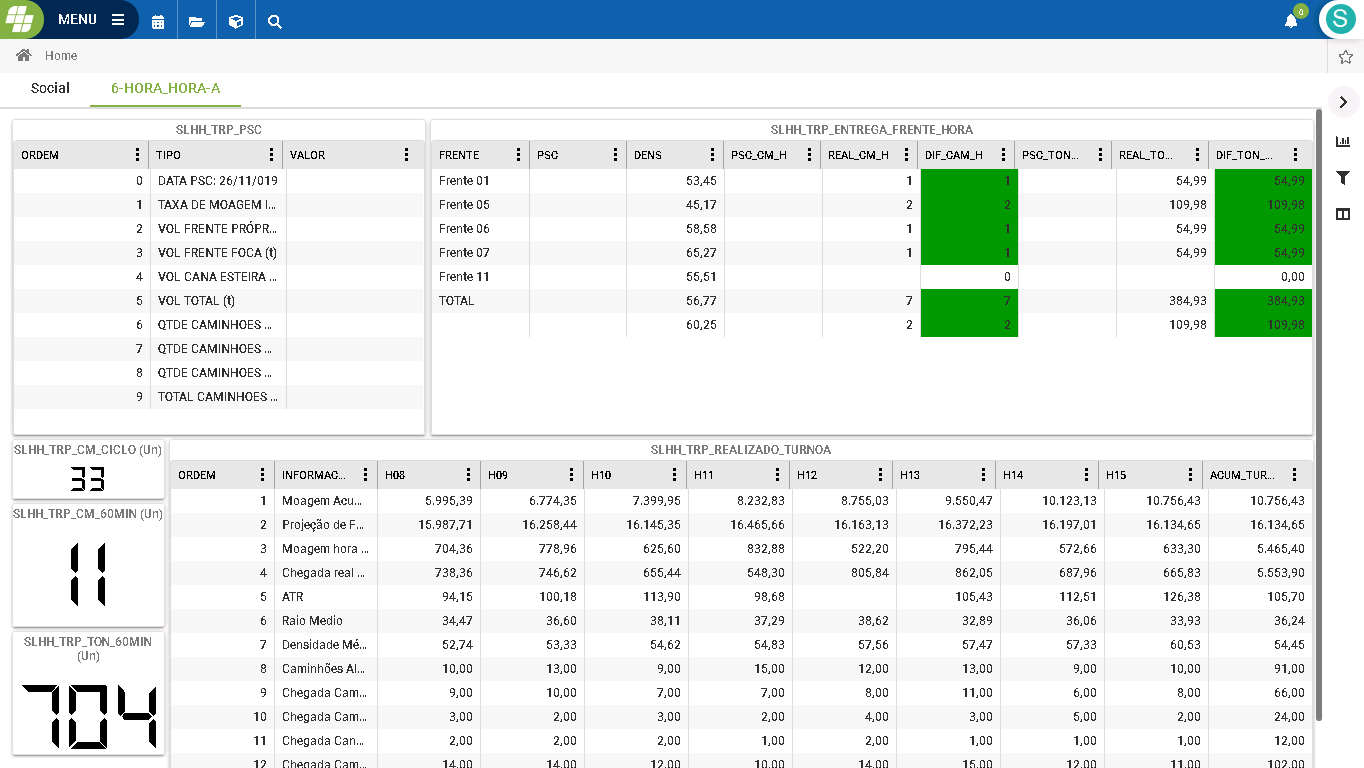 MENU
0
S
Home
Social 6-HORA_HORA-A
SLHH_TRP_PSC
ORDEM TIPO VALOR
0 DATA PSC: 26/11/019
1 TAXA DE MOAGEM I...
2 VOL FRENTE PRÓPR...
3 VOL FRENTE FOCA (t)
4 VOL CANA ESTEIRA ...
5 VOL TOTAL (t)
6 QTDE CAMINHOES ...
7 QTDE CAMINHOES ...
8 QTDE CAMINHOES ...
9 TOTAL CAMINHOES ...
SLHH_TRP_ENTREGA_FRENTE_HORA
FRENTE PSC DENS PSC_CM_H REAL_CM_H DIF_CAM_H PSC_TON... REAL_TO... DIF_TON_...
Frente 01 53,45 1 1 54,99 54,99
Frente 05 45,17 2 2 109,98 109,98
Frente 06 58,58 1 1 54,99 54,99
Frente 07 65,27 1 1 54,99 54,99
Frente 11 55,51 0 0,00
TOTAL 56,77 7 7 384,93 384,93
60,25 2 2 109,98 109,98
SLHH_TRP_CM_CICLO (Un)
33
SLHH_TRP_CM_60MIN (Un)
11
SLHH_TRP_TON_60MIN
(Un)
704
SLHH_TRP_REALIZADO_TURNOA
ORDEM INFORMAC... H08 H09 H10 H11 H12 H13 H14 H15 ACUM_TUR...
1 Moagem Acu... 5.995,39 6.774,35 7.399,95 8.232,83 8.755,03 9.550,47 10.123,13 10.756,43 10.756,43
2 Projeção de F... 15.987,71 16.258,44 16.145,35 16.465,66 16.163,13 16.372,23 16.197,01 16.134,65 16.134,65
3 Moagem hora ... 704,36 778,96 625,60 832,88 522,20 795,44 572,66 633,30 5.465,40
4 Chegada real ... 738,36 746,62 655,44 548,30 805,84 862,05 687,96 665,83 5.553,90
5 ATR 94,15 100,18 113,90 98,68 105,43 112,51 126,38 105,70
6 Raio Medio 34,47 36,60 38,11 37,29 38,62 32,89 36,06 33,93 36,24
7 Densidade Mé... 52,74 53,33 54,62 54,83 57,56 57,47 57,33 60,53 54,45
8 Caminhões Al... 10,00 13,00 9,00 15,00 12,00 13,00 9,00 10,00 91,00
9 Chegada Cam... 9,00 10,00 7,00 7,00 8,00 11,00 6,00 8,00 66,00
10 Chegada Cam... 3,00 2,00 3,00 2,00 4,00 3,00 5,00 2,00 24,00
11 Chegada Can... 2,00 2,00 2,00 1,00 2,00 1,00 1,00 1,00 12,00
12 Chegada Cam... 14,00 14,00 12,00 10,00 14,00 15,00 12,00 11,00 102,00